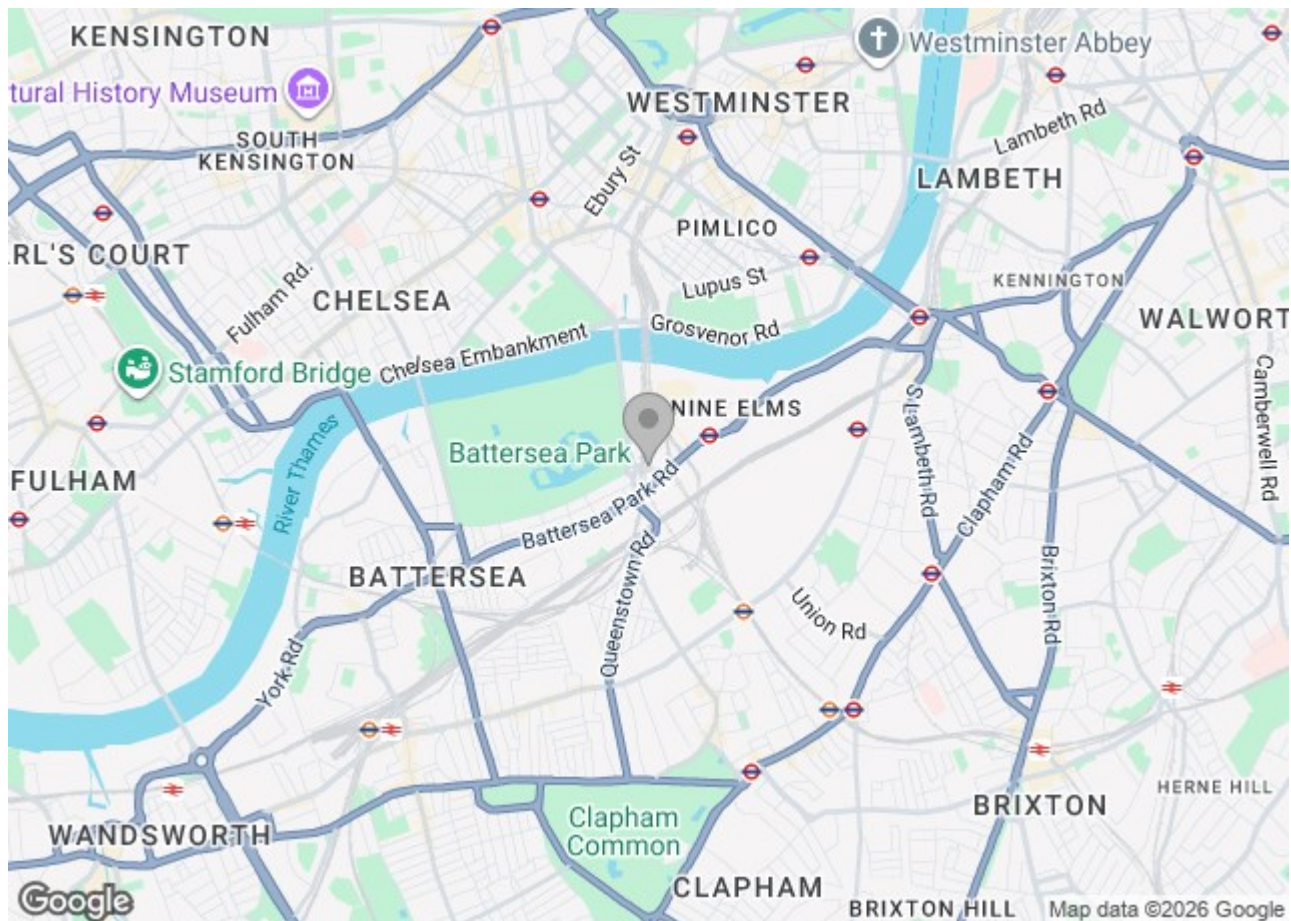 KENSINGTON
Westminster Abbey
tural History Museum
WESTMINSTER
Lambeth Rd
SOUTH
KENSINGTON
Ebury St
LAMBETH
PIMLICO
RL'S COURT
Lupus St
KENNINGTON
Fulham Rd.
CHELSEA
Grosvenor Rd
WALWORT
Chelsea Embankment
Stamford Bridge
Camberwell Rd
NINE ELMS
S Lambeth Rd
Battersea Park
Clapham Rd
FULHAM
River Thames
Battersea Park Rd
BATTERSEA
Queenstown Rd
Union Rd
Brixton Rd
York Rd
HERNE HILL
BRIXTON
Clapham
Common
WANDSWORTH
CLAPHAM
BRIXTON HILL
Google
Map data ©2026 Google